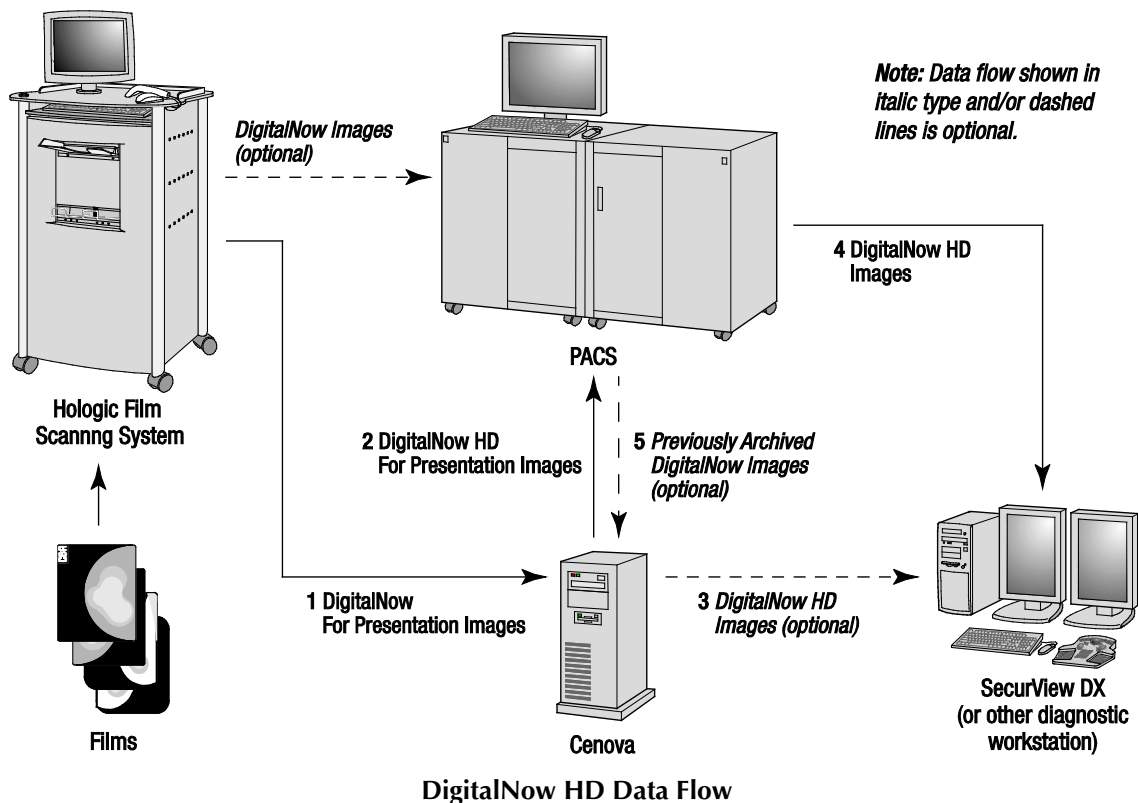 Note: Data flow shown in
italic type and/or dashed
lines is optional.
DigitalNow Images
(optional)
4 DigitalNow HD
Images
PACS
Hologic Film
Scannng System
2 DigitalNow HD
For Presentation Images
5 Previously Archived
DigitalNow Images
(optional)
1 DigitalNow
For Presentation Images
3 DigitalNow HD
Images (optional)
Films
Cenova
SecurView DX
(or other diagnostic
workstation)
DigitalNow HD Data Flow